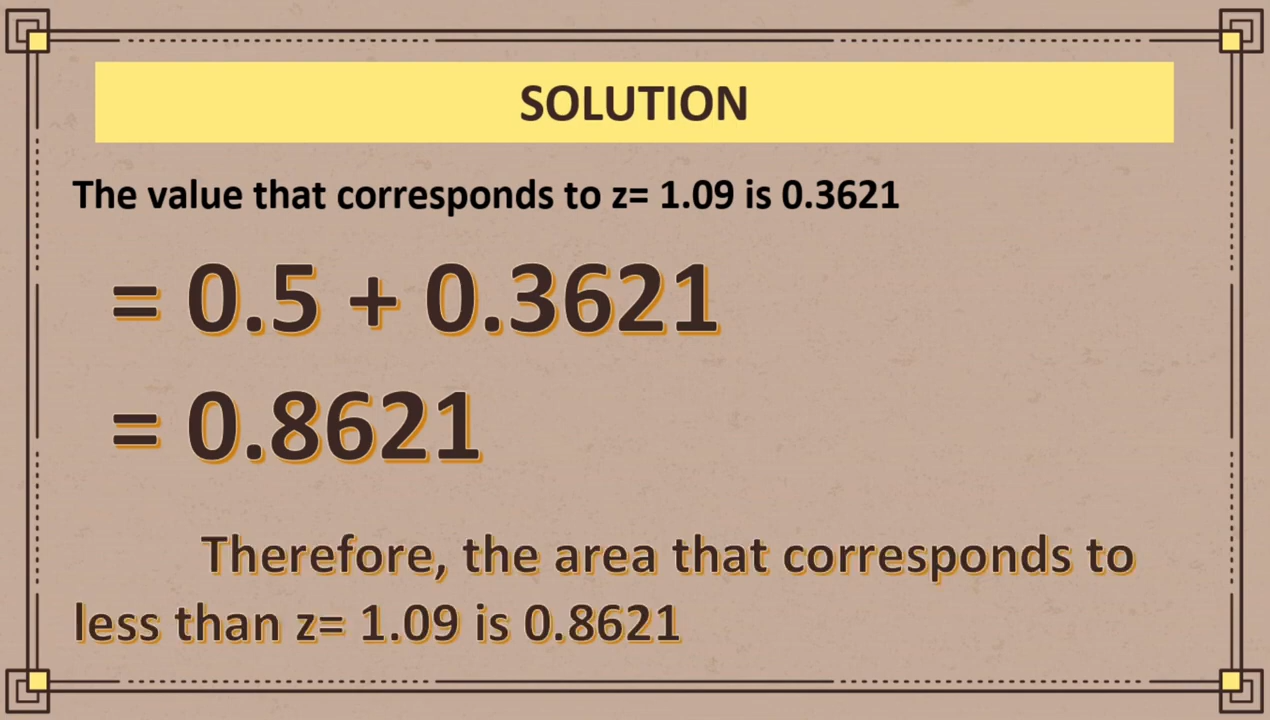 SOLUTION
The value that corresponds to z= 1.09 is 0.3621
= 0.5 + 0.3621
= 0.8621
Therefore, the area that corresponds to
less than z= 1.09 is 0.8621